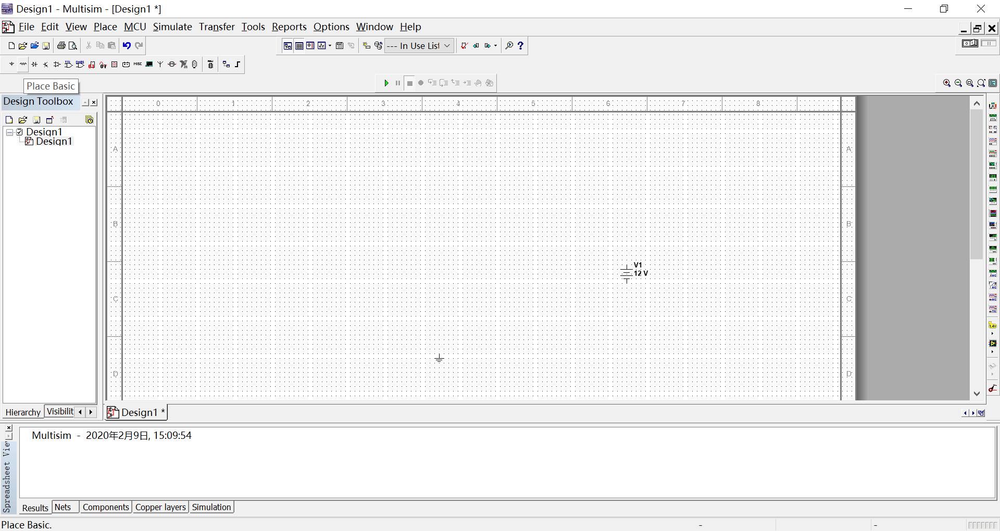 Design1 - Multisim - [Design1 *]
File Edit View Place MCU Simulate Transfer Tools Reports Options Window Help
--- In Use List
MISC
Place Basic
Design Toolbox
Design1
Design1
0 1 2 3 4 5 6 7 8
A A
B B
V1
12 V
C C
D D
Hierarchy Visibilit
Design1 *
Multisim - 2020年2月9日, 15:09:54
Spreadsheet Vie
Results Nets Components Copper layers Simulation
Place Basic. - -